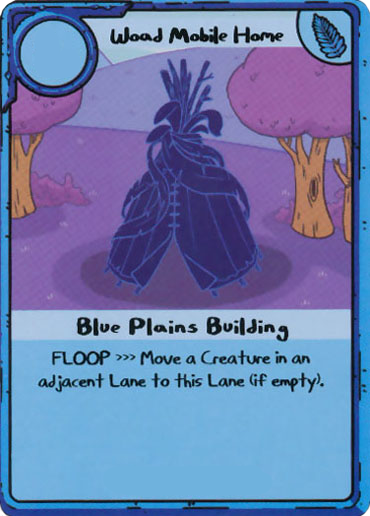 Woad Mobile Home
Blue Plains Building
FLOOP >>> Move a Creature in an
adjacent Lane to this Lane (if empty).